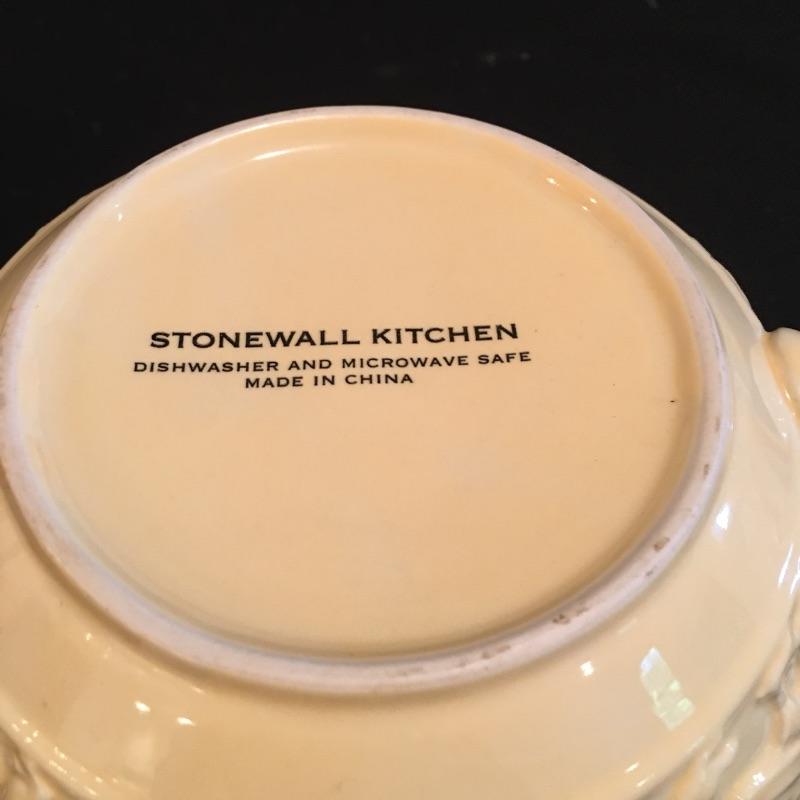 STONEWALL KITCHEN
DISHWASHER AND MICROWAVE SAFE
MADE IN CHINA